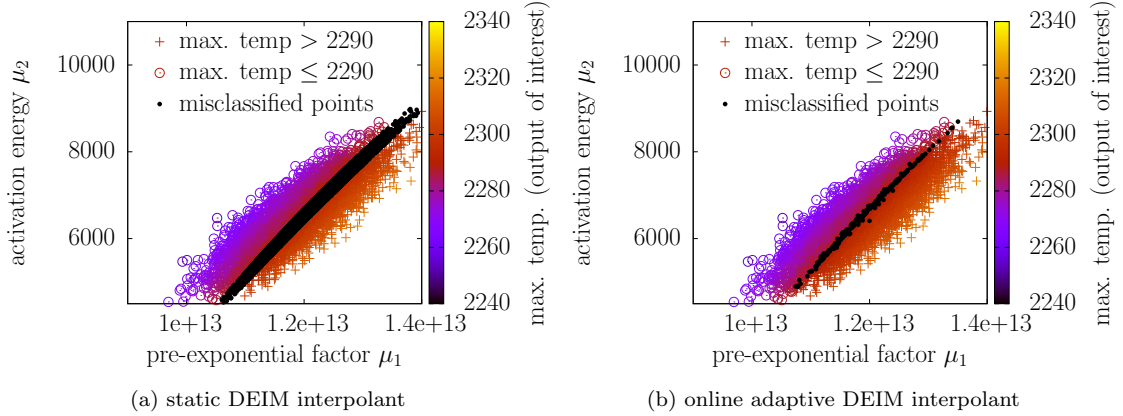 10000
8000
6000
activation energy μ2
max. temp > 2290
max. temp ≤ 2290
misclassified points
1e+13
1.2e+13
1.4e+13
pre-exponential factor μ1
2340
2320
2300
2280
2260
2240
max. temp. (output of interest)
(a) static DEIM interpolant
10000
8000
6000
activation energy μ2
max. temp > 2290
max. temp ≤ 2290
misclassified points
1e+13
1.2e+13
1.4e+13
pre-exponential factor μ1
2340
2320
2300
2280
2260
2240
max. temp. (output of interest)
(b) online adaptive DEIM interpolant